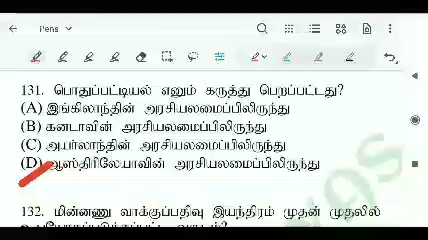 Pens
131. பொதுப்பட்டியல் எனும் கருத்து பெறப்பட்டது?
(A) இங்கிலாந்தின் அரசியலமைப்பிலிருந்து
(B) கனடாவின் அரசியலமைப்பிலிருந்து
(C) அயர்லாந்தின் அரசியலமைப்பிலிருந்து
(D) ஆஸ்திரிலேயாவின் அரசியலமைப்பிலிருந்து
132. மின்னணு வாக்குப்பதிவு இயந்திரம் முதன் முதலில்